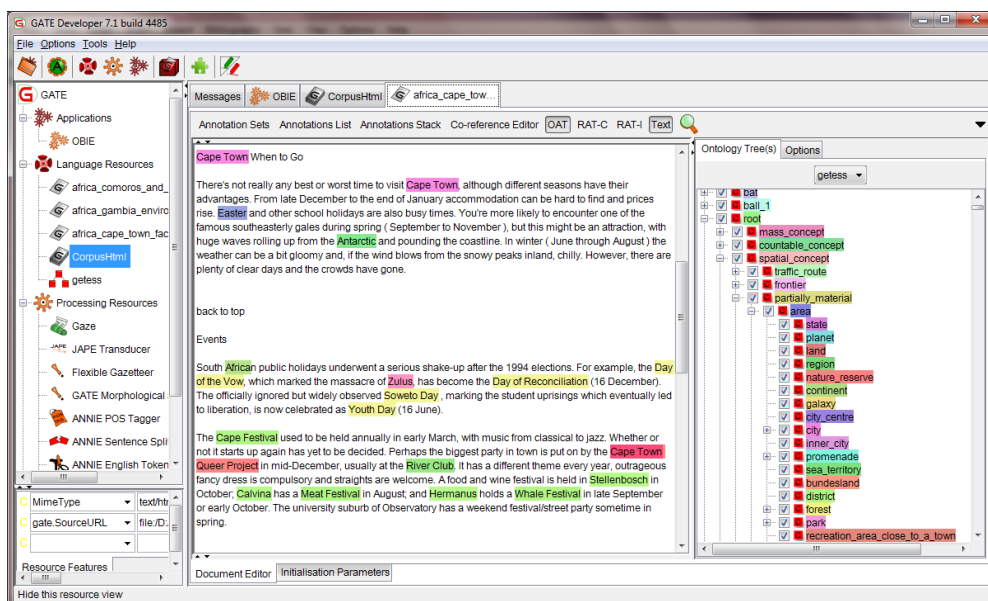 GATE Developer 7.1 build 4485
File Options Tools Help
GATE
Applications
OBIE
Language Resources
africa_comoros_and_
africa_gambia_enviro
africa_cape_town_fac
CorpusHtml
getess
Processing Resources
Gaze
JAPE Transducer
Flexible Gazetteer
GATE Morphological
ANNIE POS Tagger
ANNIE Sentence Spli
ANNIE English Token
C MimeType text/htr
C gate.SourceURL file:/D:
C
Resource Features
Hide this resource view
Messages OBIE CorpusHtml africa_cape_tow...
Annotation Sets Annotations List Annotations Stack Co-reference Editor OAT RAT-C RAT-I Text
Cape Town When to Go
There's not really any best or worst time to visit Cape Town, although different seasons have their
advantages. From late December to the end of January accommodation can be hard to find and prices
rise. Easter and other school holidays are also busy times. You're more likely to encounter one of the
famous southeasterly gales during spring ( September to November ), but this might be an attraction, with
huge waves rolling up from the Antarctic and pounding the coastline. In winter ( June through August ) the
weather can be a bit gloomy and, if the wind blows from the snowy peaks inland, chilly. However, there are
plenty of clear days and the crowds have gone.
back to top
Events
South African public holidays underwent a serious shake-up after the 1994 elections. For example, the Day
of the Vow, which marked the massacre of Zulus, has become the Day of Reconciliation (16 December).
The officially ignored but widely observed Soweto Day , marking the student uprisings which eventually led
to liberation, is now celebrated as Youth Day (16 June).
The Cape Festival used to be held annually in early March, with music from classical to jazz. Whether or
not it starts up again has yet to be decided. Perhaps the biggest party in town is put on by the Cape Town
Queer Project in mid-December, usually at the River Club. It has a different theme every year, outrageous
fancy dress is compulsory and straights are welcome. A food and wine festival is held in Stellenbosch in
October; Calvina has a Meat Festival in August; and Hermanus holds a Whale Festival in late September
or early October. The university suburb of Observatory has a weekend festival/street party sometime in
spring.
Document Editor Initialisation Parameters
Ontology Tree(s) Options
getess
bat
ball_1
root
mass_concept
countable_concept
spatial_concept
traffic_route
frontier
partially_material
area
state
planet
land
region
nature_reserve
continent
galaxy
city_centre
city
inner_city
promenade
sea_territory
bundesland
district
forest
park
recreation_area_close_to_a_town